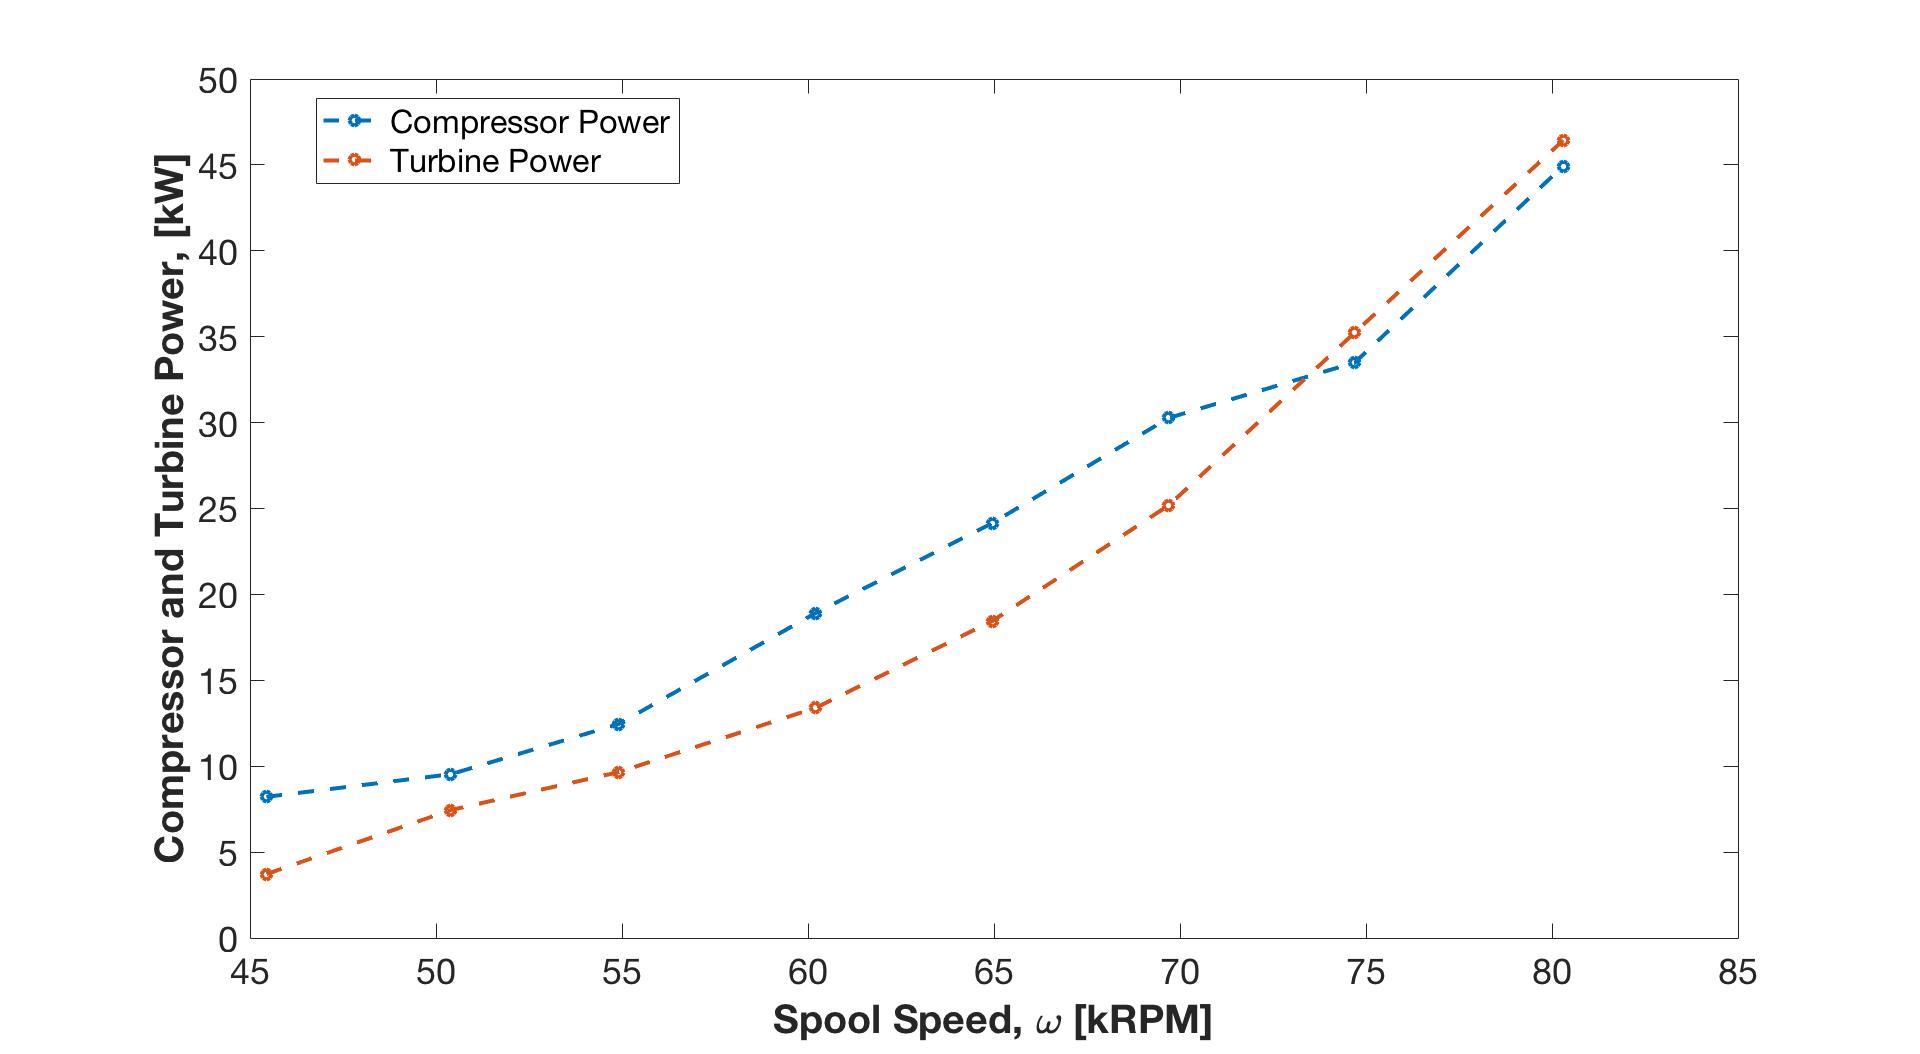 Compressor Power
Turbine Power
Compressor and Turbine Power, [kW]
50
45
40
35
30
25
20
15
10
5
0
45 50 55 60 65 70 75 80 85
Spool Speed, ω [kRPM]